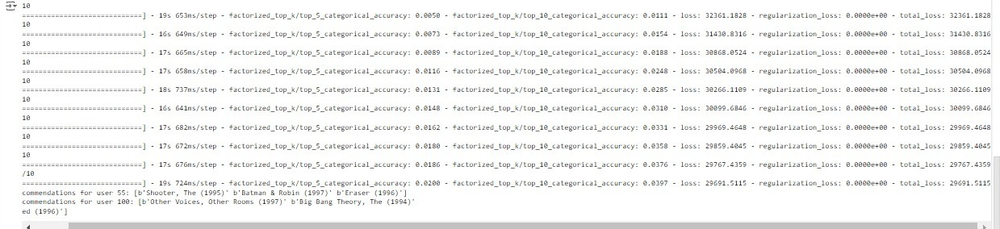 10
==============================] - 19s 653ms/step - factorized_top_k/top_5_categorical_accuracy: 0.0050 - factorized_top_k/top_10_categorical_accuracy: 0.0111 - loss: 32361.1828 - regularization_loss: 0.0000e+00 - total_loss: 32361.1828
10
==============================] - 16s 649ms/step - factorized_top_k/top_5_categorical_accuracy: 0.0073 - factorized_top_k/top_10_categorical_accuracy: 0.0154 - loss: 31430.8316 - regularization_loss: 0.0000e+00 - total_loss: 31430.8316
10
==============================] - 17s 665ms/step - factorized_top_k/top_5_categorical_accuracy: 0.0089 - factorized_top_k/top_10_categorical_accuracy: 0.0188 - loss: 30868.0524 - regularization_loss: 0.0000e+00 - total_loss: 30868.0524
10
==============================] - 17s 658ms/step - factorized_top_k/top_5_categorical_accuracy: 0.0116 - factorized_top_k/top_10_categorical_accuracy: 0.0248 - loss: 30504.0968 - regularization_loss: 0.0000e+00 - total_loss: 30504.0968
10
==============================] - 18s 737ms/step - factorized_top_k/top_5_categorical_accuracy: 0.0131 - factorized_top_k/top_10_categorical_accuracy: 0.0285 - loss: 30266.1109 - regularization_loss: 0.0000e+00 - total_loss: 30266.1109
10
==============================] - 16s 641ms/step - factorized_top_k/top_5_categorical_accuracy: 0.0148 - factorized_top_k/top_10_categorical_accuracy: 0.0310 - loss: 30099.6846 - regularization_loss: 0.0000e+00 - total_loss: 30099.6846
10
==============================] - 17s 682ms/step - factorized_top_k/top_5_categorical_accuracy: 0.0162 - factorized_top_k/top_10_categorical_accuracy: 0.0331 - loss: 29969.4648 - regularization_loss: 0.0000e+00 - total_loss: 29969.4648
10
==============================] - 17s 672ms/step - factorized_top_k/top_5_categorical_accuracy: 0.0180 - factorized_top_k/top_10_categorical_accuracy: 0.0358 - loss: 29859.4045 - regularization_loss: 0.0000e+00 - total_loss: 29859.4045
10
==============================] - 17s 676ms/step - factorized_top_k/top_5_categorical_accuracy: 0.0186 - factorized_top_k/top_10_categorical_accuracy: 0.0376 - loss: 29767.4359 - regularization_loss: 0.0000e+00 - total_loss: 29767.4359
/10
==============================] - 19s 724ms/step - factorized_top_k/top_5_categorical_accuracy: 0.0200 - factorized_top_k/top_10_categorical_accuracy: 0.0397 - loss: 29691.5115 - regularization_loss: 0.0000e+00 - total_loss: 29691.5115
commendations for user 55: [b'Shooter, The (1995)' b'Batman & Robin (1997)' b'Eraser (1996)']
commendations for user 100: [b'Other Voices, Other Rooms (1997)' b'Big Bang Theory, The (1994)'
ed (1996)']